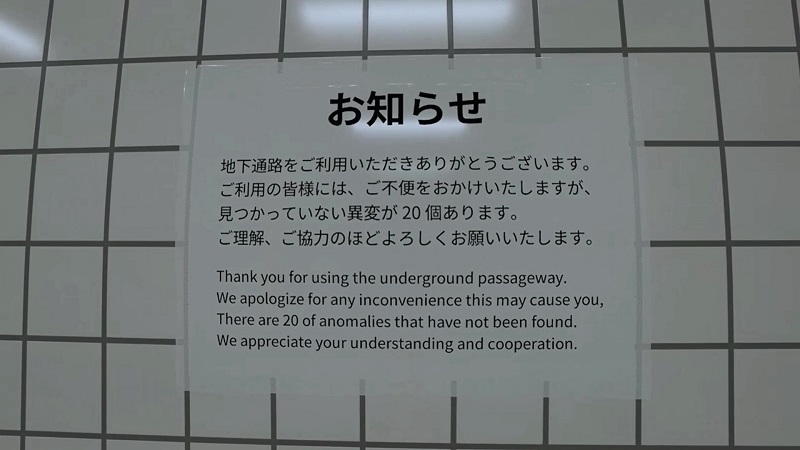 お知らせ
地下通路をご利用いただきありがとうございます。
ご利用の皆様には、ご不便をおかけいたしますが、
見つかっていない異変が 20 個あります。
ご理解、ご協力のほどよろしくお願いいたします。
Thank you for using the underground passageway.
We apologize for any inconvenience this may cause you,
There are 20 of anomalies that have not been found.
We appreciate your understanding and cooperation.